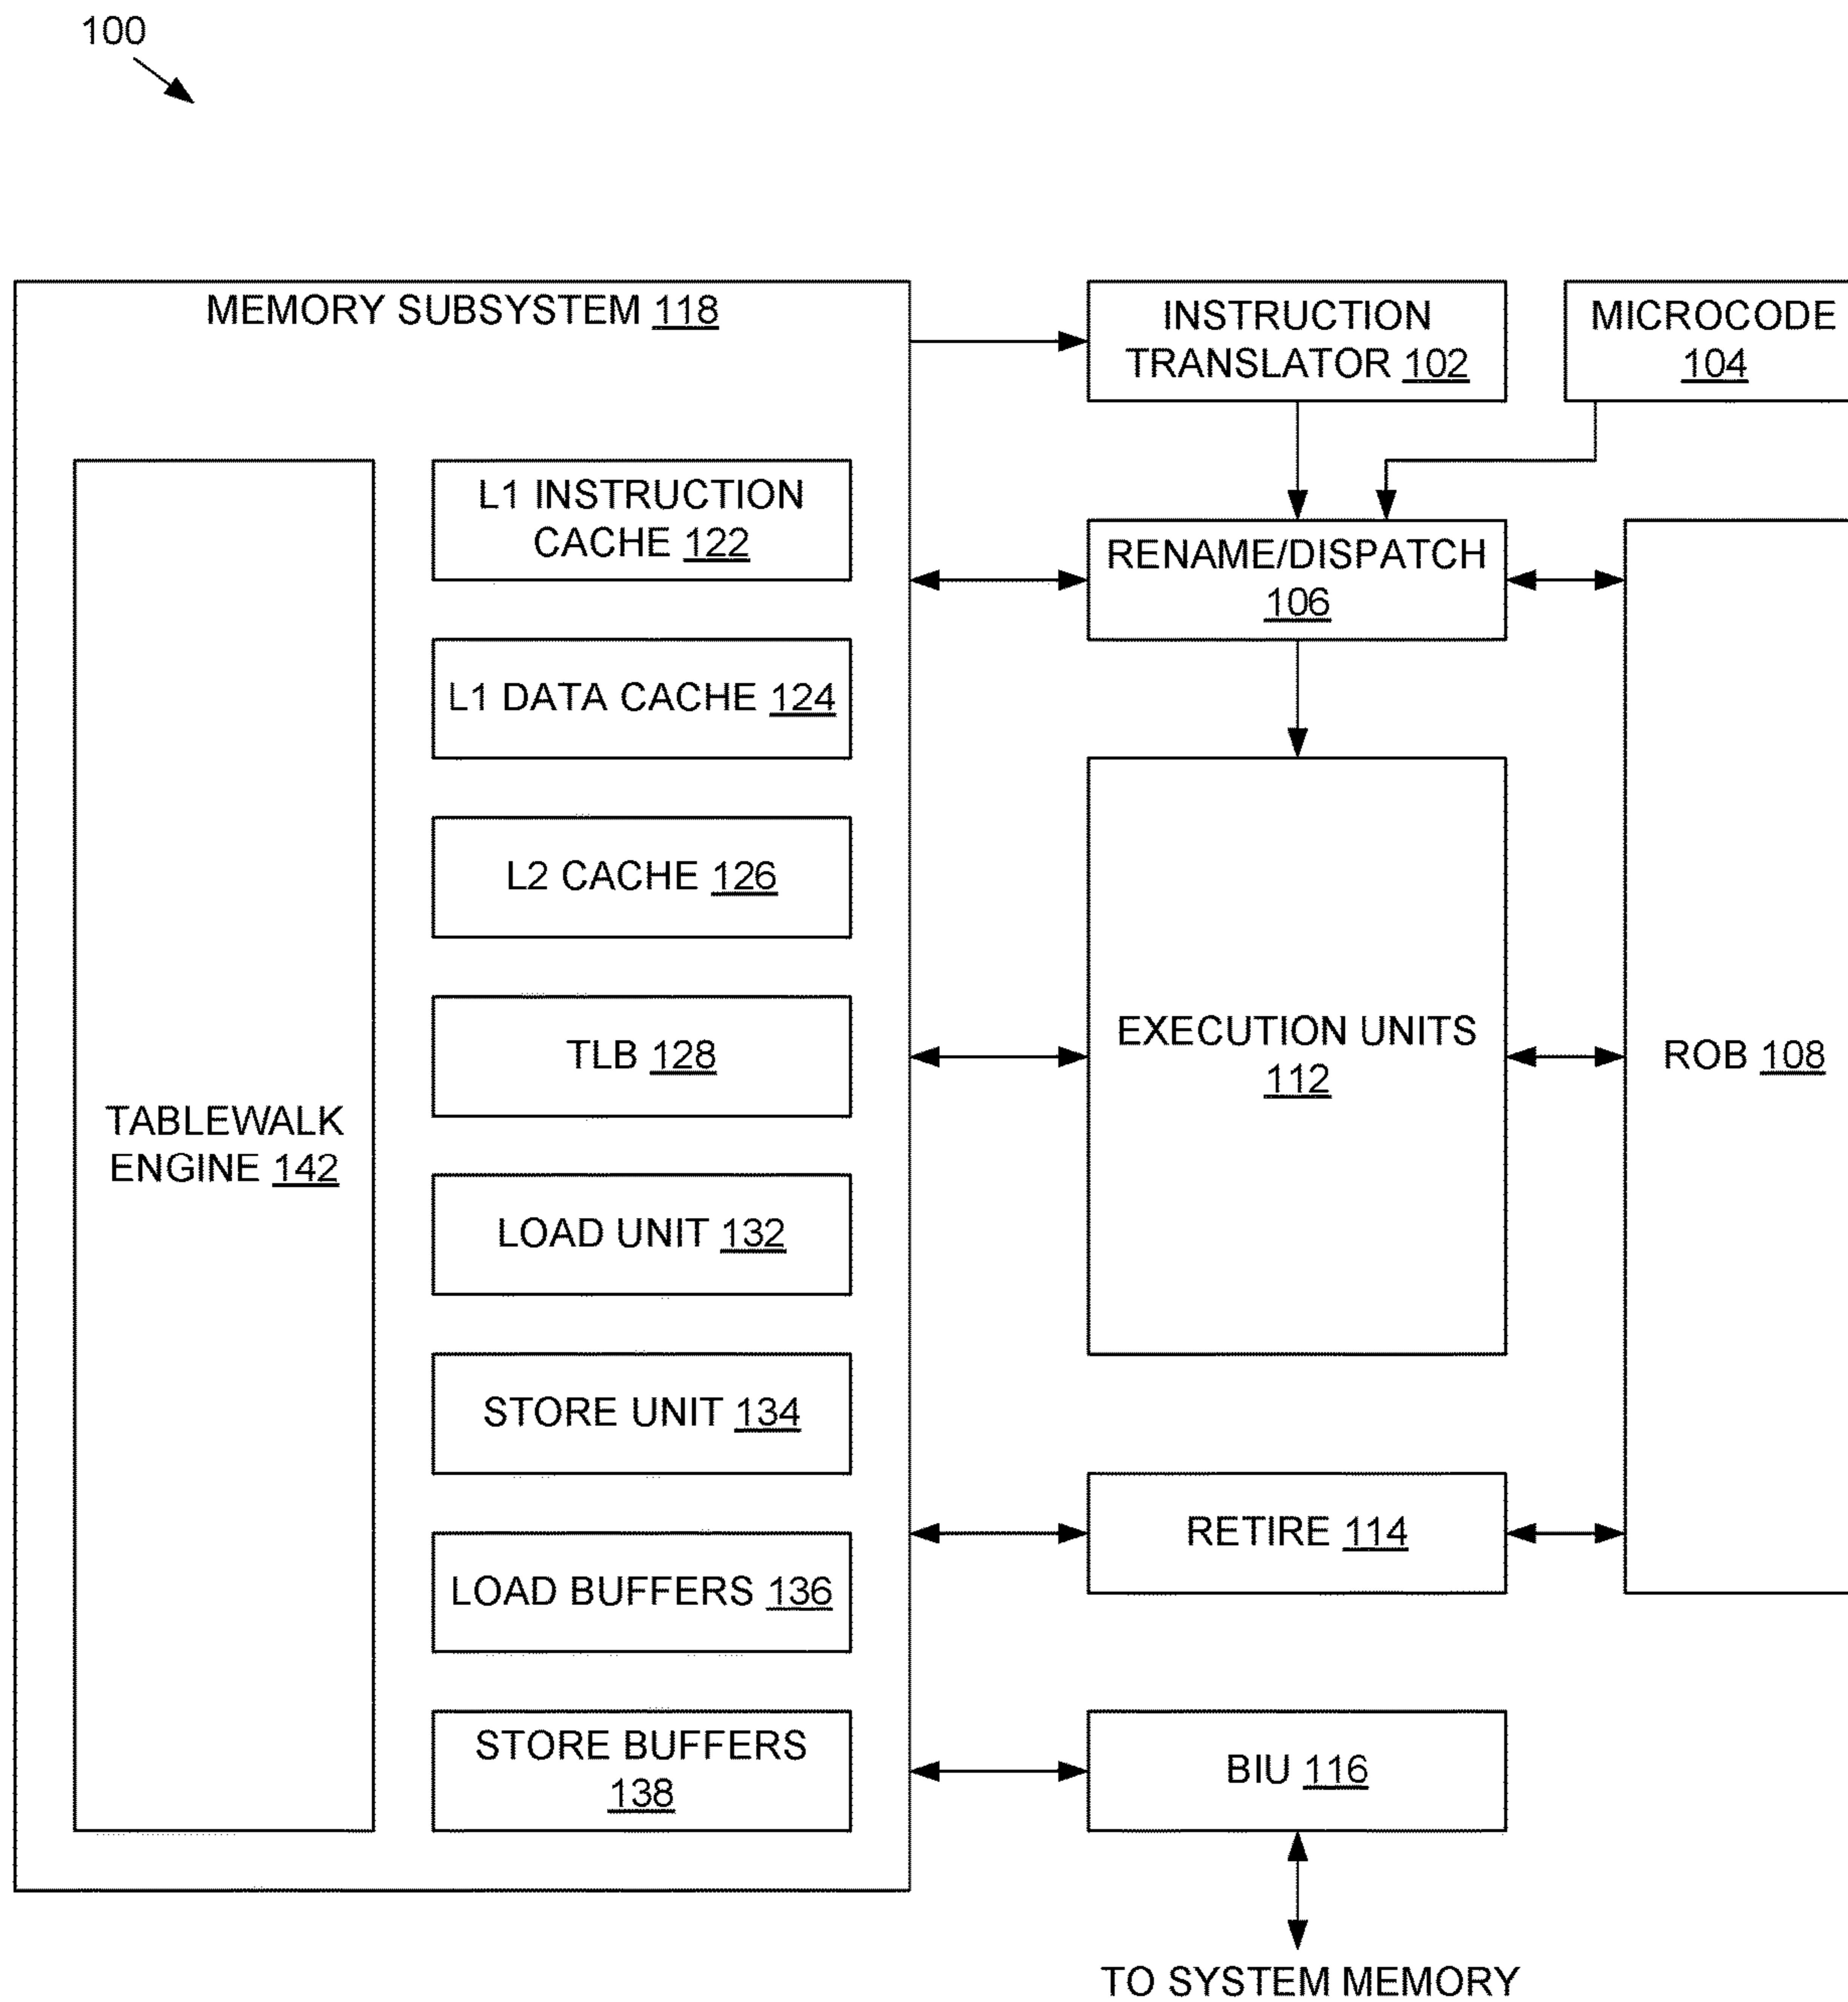 100
MEMORY SUBSYSTEM 118
INSTRUCTION
TRANSLATOR 102
MICROCODE
104
L1 INSTRUCTION
CACHE 122
RENAME/DISPATCH
106
L1 DATA CACHE 124
L2 CACHE 126
TLB 128
EXECUTION UNITS
112
ROB 108
TABLEWALK
ENGINE 142
LOAD UNIT 132
STORE UNIT 134
RETIRE 114
LOAD BUFFERS 136
STORE BUFFERS
138
BIU 116
TO SYSTEM MEMORY